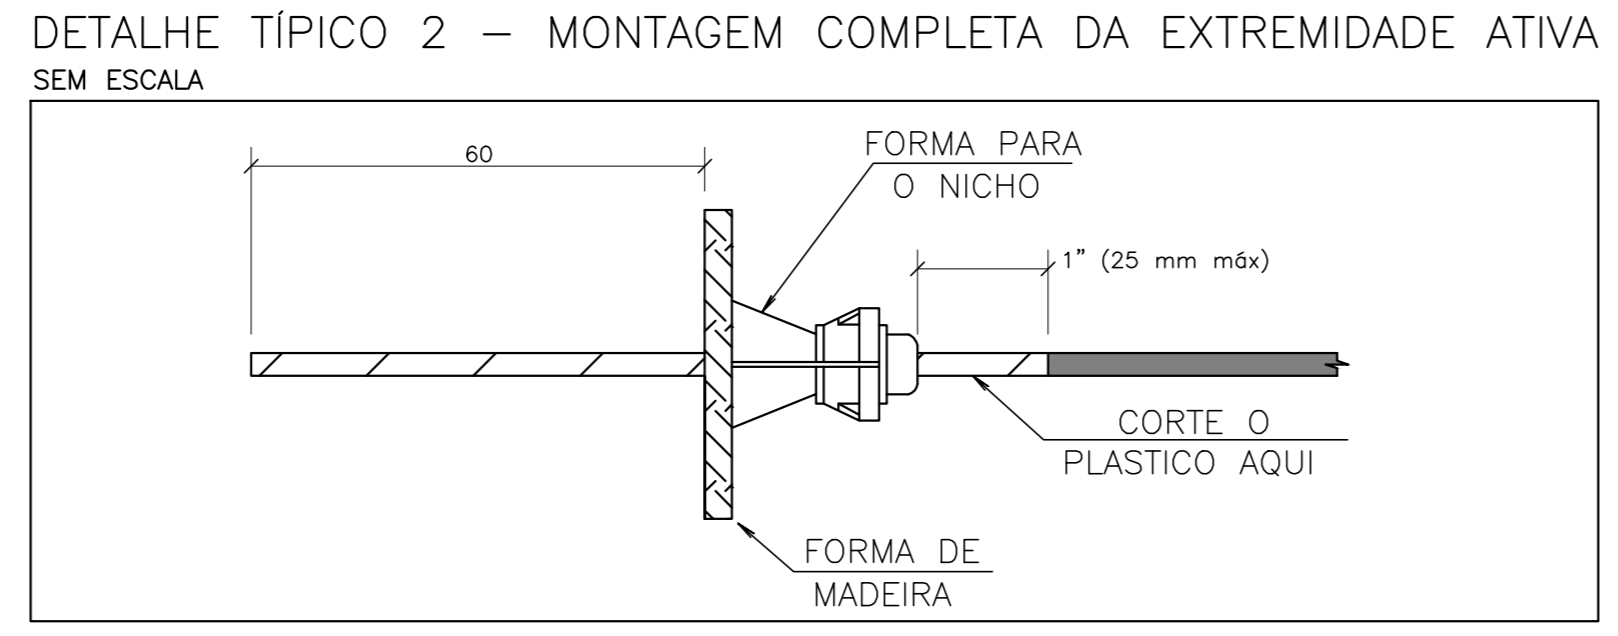 DETALHE TÍPICO 2 – MONTAGEM COMPLETA DA EXTREMIDADE ATIVA
SEM ESCALA
60
FORMA PARA
O NICHO
1” (25 mm máx)
CORTE O
PLASTICO AQUI
FORMA DE
MADEIRA